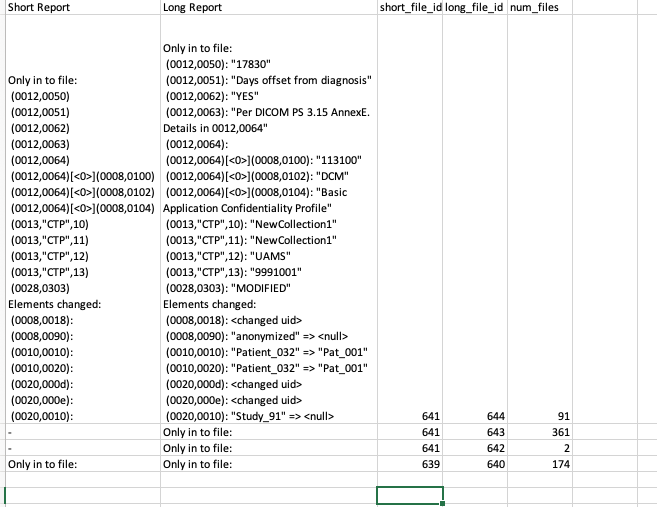 Short Report	Long Report	short_file_id	long_file_id	num_files
Only in to file:
(0012,0050)
(0012,0051)
(0012,0062)
(0012,0063)
(0012,0064)
(0012,0064)[<0>](0008,0100)
(0012,0064)[<0>](0008,0102)
(0012,0064)[<0>](0008,0104)
(0013,"CTP",10)
(0013,"CTP",11)
(0013,"CTP",12)
(0013,"CTP",13)
(0028,0303)
Elements changed:
(0008,0018):
(0008,0090):
(0010,0010):
(0010,0020):
(0020,000d):
(0020,000e):
(0020,0010):
Only in to file:
(0012,0050): "17830"
(0012,0051): "Days offset from diagnosis"
(0012,0062): "YES"
(0012,0063): "Per DICOM PS 3.15 AnnexE.
Details in 0012,0064"
(0012,0064):
(0012,0064)[<0>](0008,0100): "113100"
(0012,0064)[<0>](0008,0102): "DCM"
(0012,0064)[<0>](0008,0104): "Basic
Application Confidentiality Profile"
(0013,"CTP",10): "NewCollection1"
(0013,"CTP",11): "NewCollection1"
(0013,"CTP",12): "UAMS"
(0013,"CTP",13): "9991001"
(0028,0303): "MODIFIED"
Elements changed:
(0008,0018): <changed uid>
(0008,0090): "anonymized" => <null>
(0010,0010): "Patient_032" => "Pat_001"
(0010,0020): "Patient_032" => "Pat_001"
(0020,000d): <changed uid>
(0020,000e): <changed uid>
(0020,0010): "Study_91" => <null>
641	644	91
-	Only in to file:	641	643	361
-	Only in to file:	641	642	2
Only in to file:	Only in to file:	639	640	174